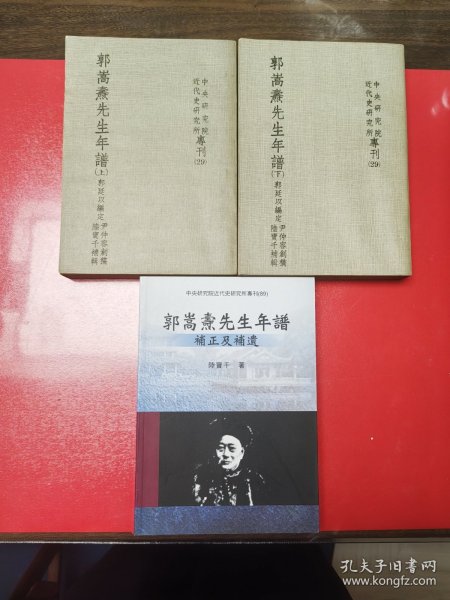 郭嵩燾先生年譜(上)
郭廷以編定
尹仲容創稿
陸寶千補輯
中央研究院
近代史研究所
專刊(29)
郭嵩燾先生年譜(下)
郭廷以編定
尹仲容創稿
陸寶千補輯
中央研究院
近代史研究所
專刊(29)
中央研究院近代史研究所專刊(89)
郭嵩燾先生年譜
補正及補遺
陸寶千 著
孔夫子旧书网
www.kongfz.com